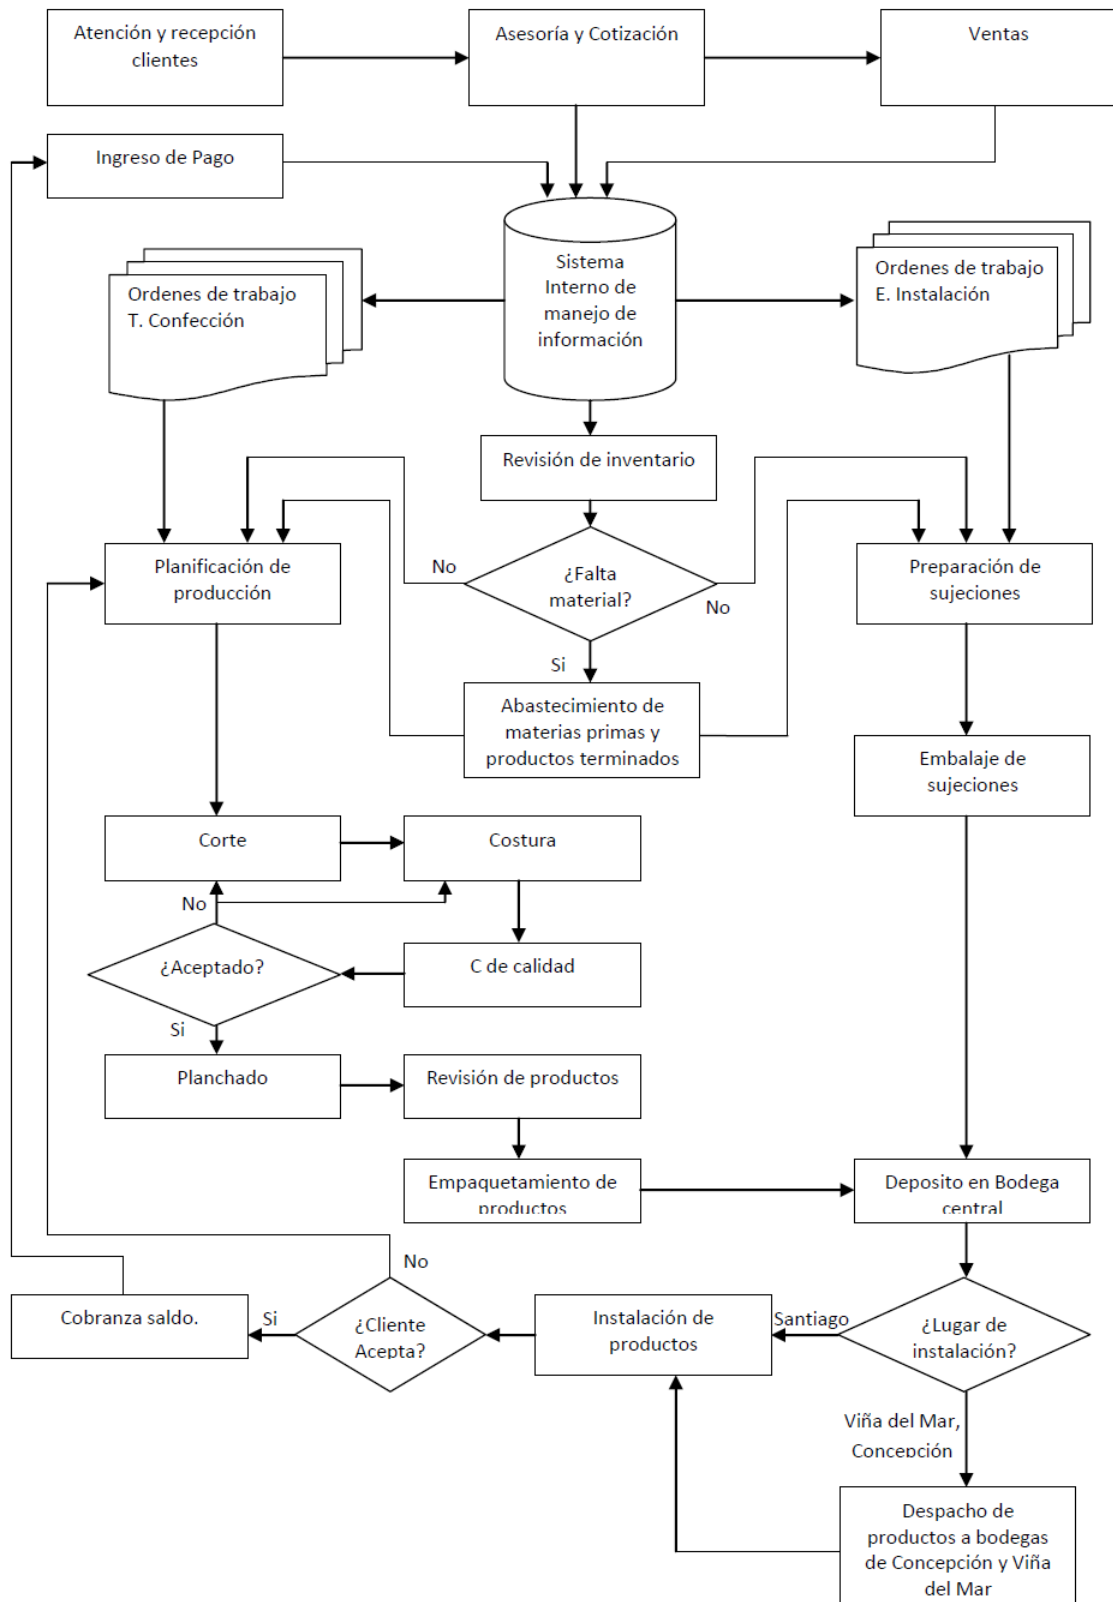 Atención y recepción
clientes
Asesoría y Cotización
Ventas
Ingreso de Pago
Sistema
Interno de
manejo de
información
Ordenes de trabajo
T. Confección
Ordenes de trabajo
E. Instalación
Revisión de inventario
¿Falta
material?
No
No
Si
Planificación de
producción
Preparación de
sujeciones
Abastecimiento de
materias primas y
productos terminados
Embalaje de
sujeciones
Corte
Costura
No
¿Aceptado?
C de calidad
Si
Planchado
Revisión de productos
Empaquetamiento de
productos
Deposito en Bodega
central
No
Cobranza saldo.
Si
¿Cliente
Acepta?
Instalación de
productos
Santiago
¿Lugar de
instalación?
Viña del Mar,
Concepción
Despacho de
productos a bodegas
de Concepción y Viña
del Mar